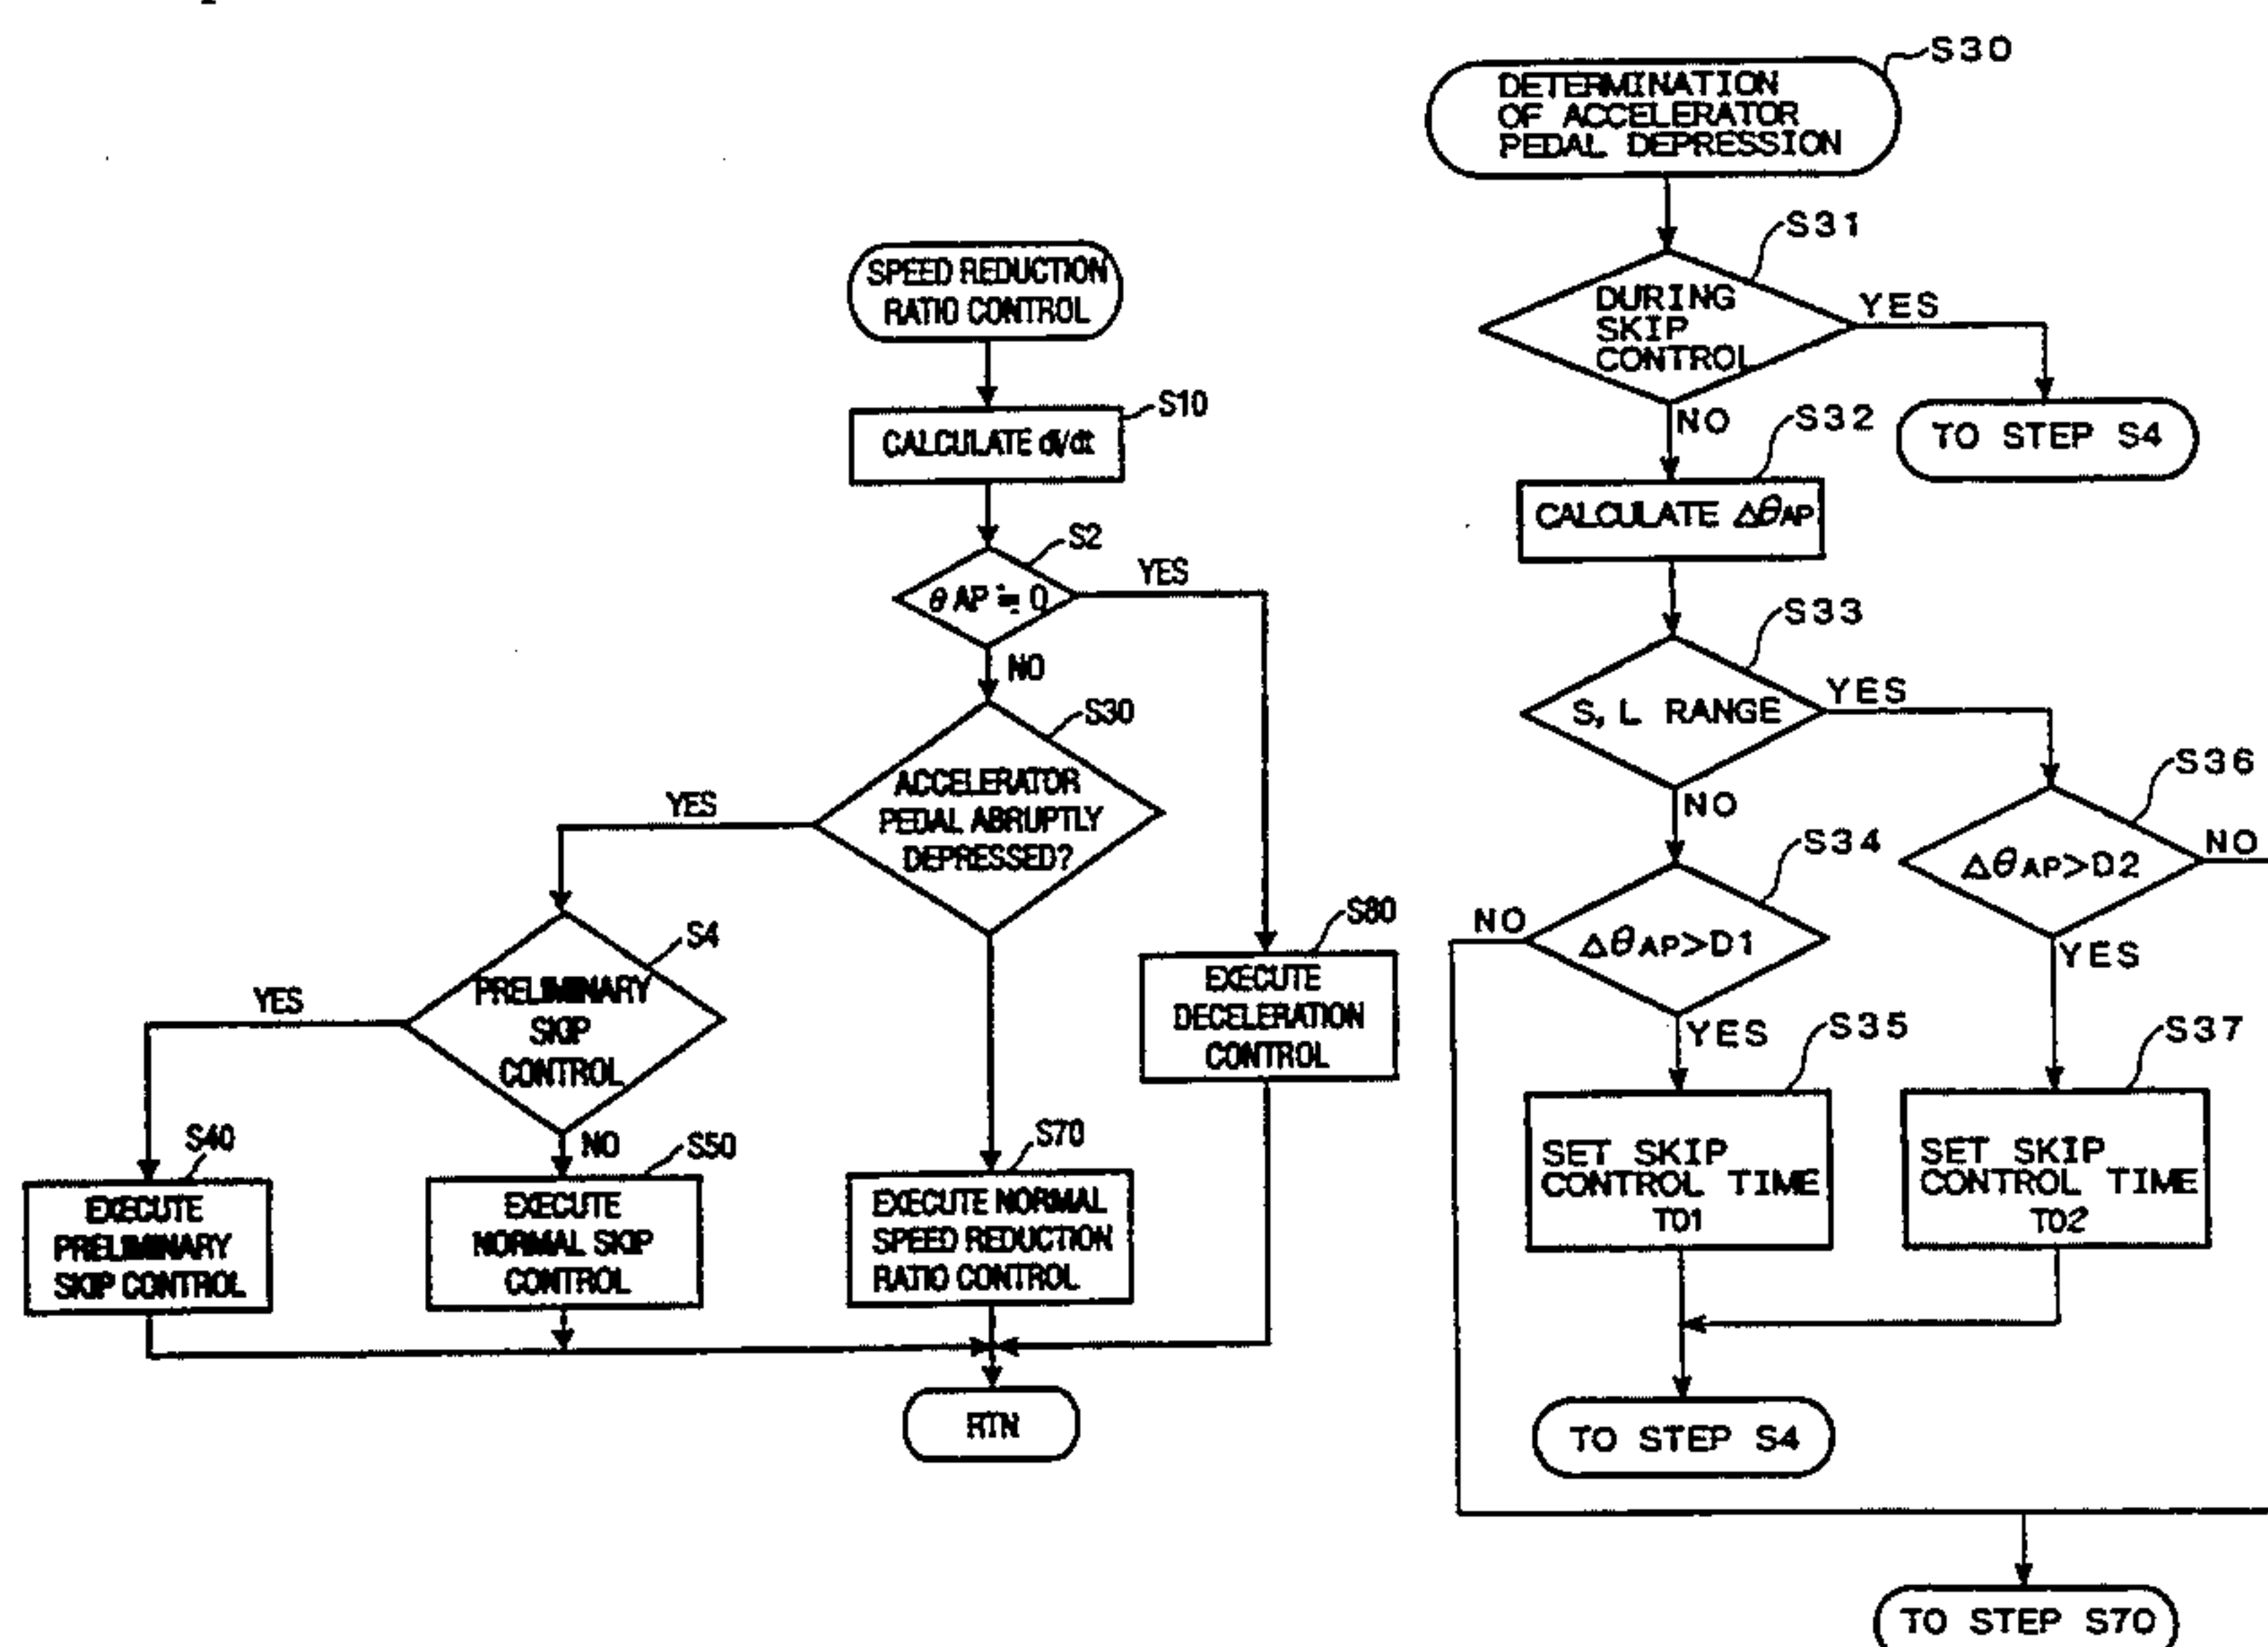 SPEED REDUCTION
RATIO CONTROL
S10
CALCULATE di/dt
S2
θAP≒0
YES
NO
S30
ACCELERATOR
PEDAL ABRUPTLY
DEPRESSED?
YES
S4
PRELIMINARY
SKIP
CONTROL
YES
NO
S80
EXECUTE
DECELERATION
CONTROL
S40
EXECUTE
PRELIMINARY
SKIP CONTROL
S50
EXECUTE
NORMAL SKIP
CONTROL
S70
EXECUTE NORMAL
SPEED REDUCTION
RATIO CONTROL
RTN
S30
DETERMINATION
OF ACCELERATOR
PEDAL DEPRESSION
S31
DURING
SKIP
CONTROL
YES
TO STEP S4
NO
S32
CALCULATE ΔθAP
S33
S, L RANGE
YES
NO
S34
ΔθAP>D1
NO
YES
S36
ΔθAP>D2
NO
YES
S35
SET SKIP
CONTROL TIME
T01
S37
SET SKIP
CONTROL TIME
T02
TO STEP S4
TO STEP S70